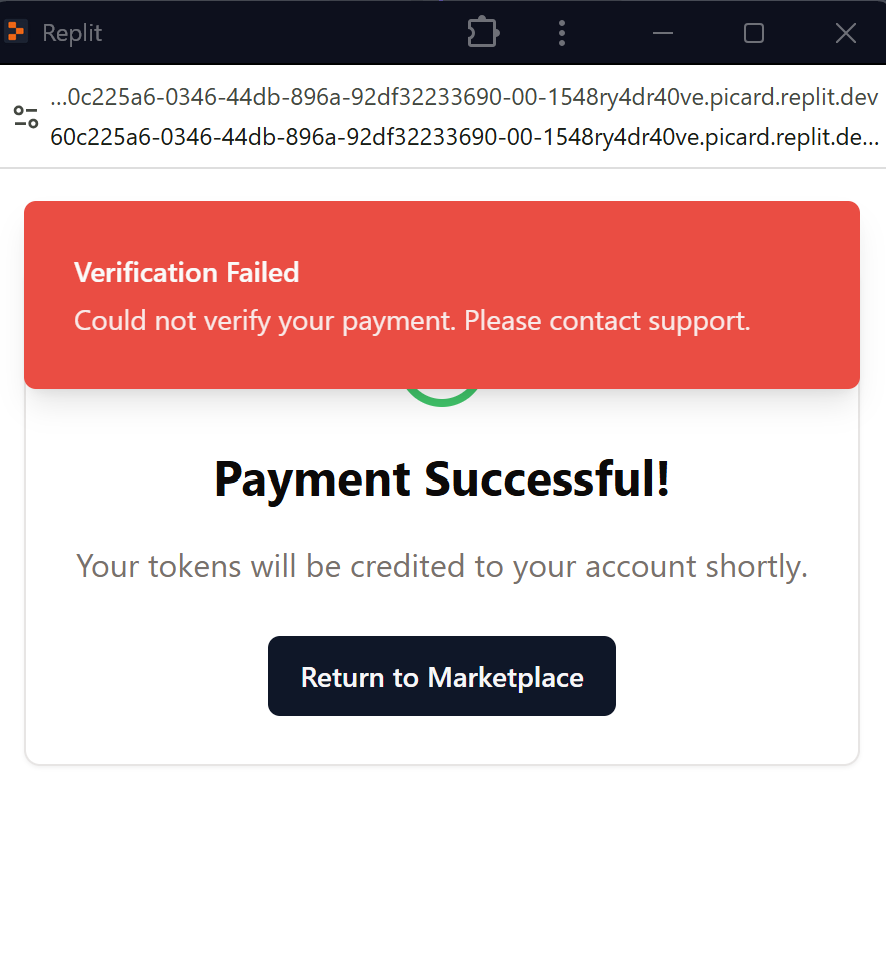 Replit
...0c225a6-0346-44db-896a-92df32233690-00-1548ry4dr40ve.picard.replit.dev
60c225a6-0346-44db-896a-92df32233690-00-1548ry4dr40ve.picard.replit.de...
Verification Failed
Could not verify your payment. Please contact support.
Payment Successful!
Your tokens will be credited to your account shortly.
Return to Marketplace